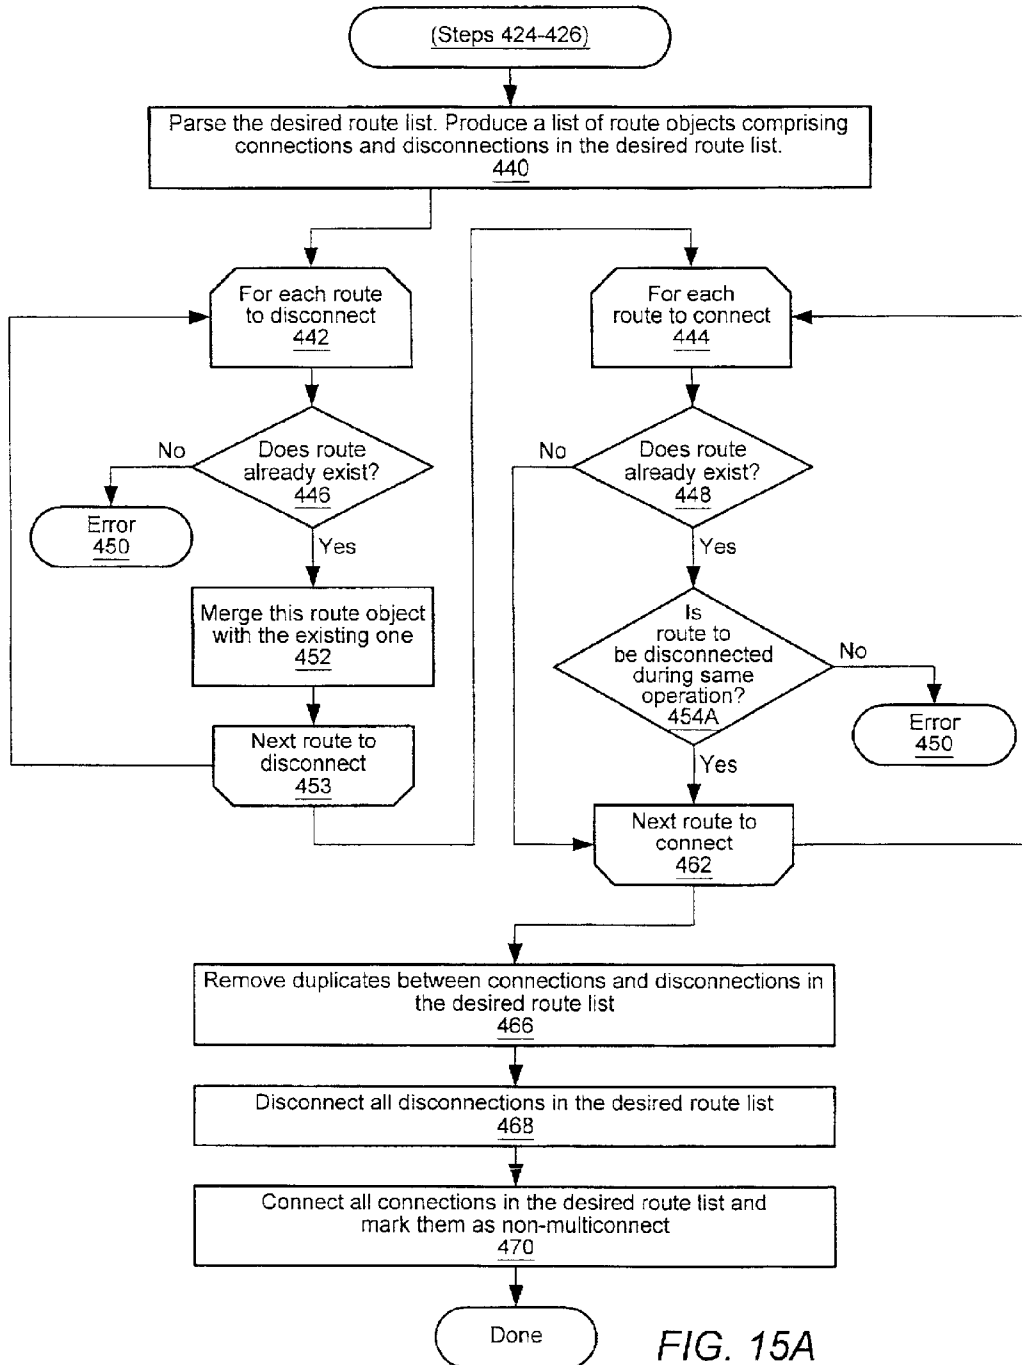 (Steps 424-426)
Parse the desired route list. Produce a list of route objects comprising
connections and disconnections in the desired route list.
440
For each route
to disconnect
442
Does route
already exist?
446
No
Error
450
Yes
Merge this route object
with the existing one
452
Next route to
disconnect
453
For each
route to connect
444
Does route
already exist?
448
No
Yes
Is
route to
be disconnected
during same
operation?
454A
No
Error
450
Yes
Next route to
connect
462
Remove duplicates between connections and disconnections in
the desired route list
466
Disconnect all disconnections in the desired route list
468
Connect all connections in the desired route list and
mark them as non-multiconnect
470
Done
FIG. 15A